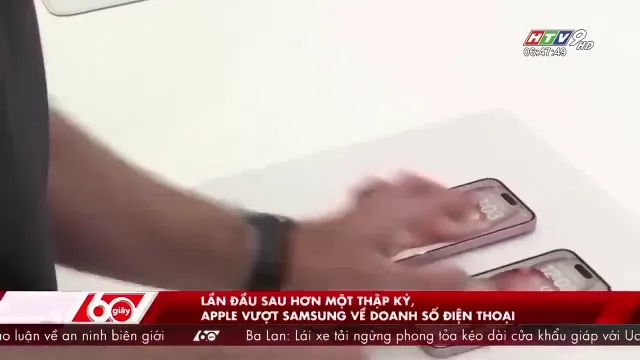 HTV9 HD
06:47:49
60 giây
LẦN ĐẦU SAU HƠN MỘT THẬP KỶ,
APPLE VƯỢT SAMSUNG VỀ DOANH SỐ ĐIỆN THOẠI
ảo luận về an ninh biên giới 60 Ba Lan: Lái xe tải ngừng phong tỏa kéo dài cửa khẩu giáp với